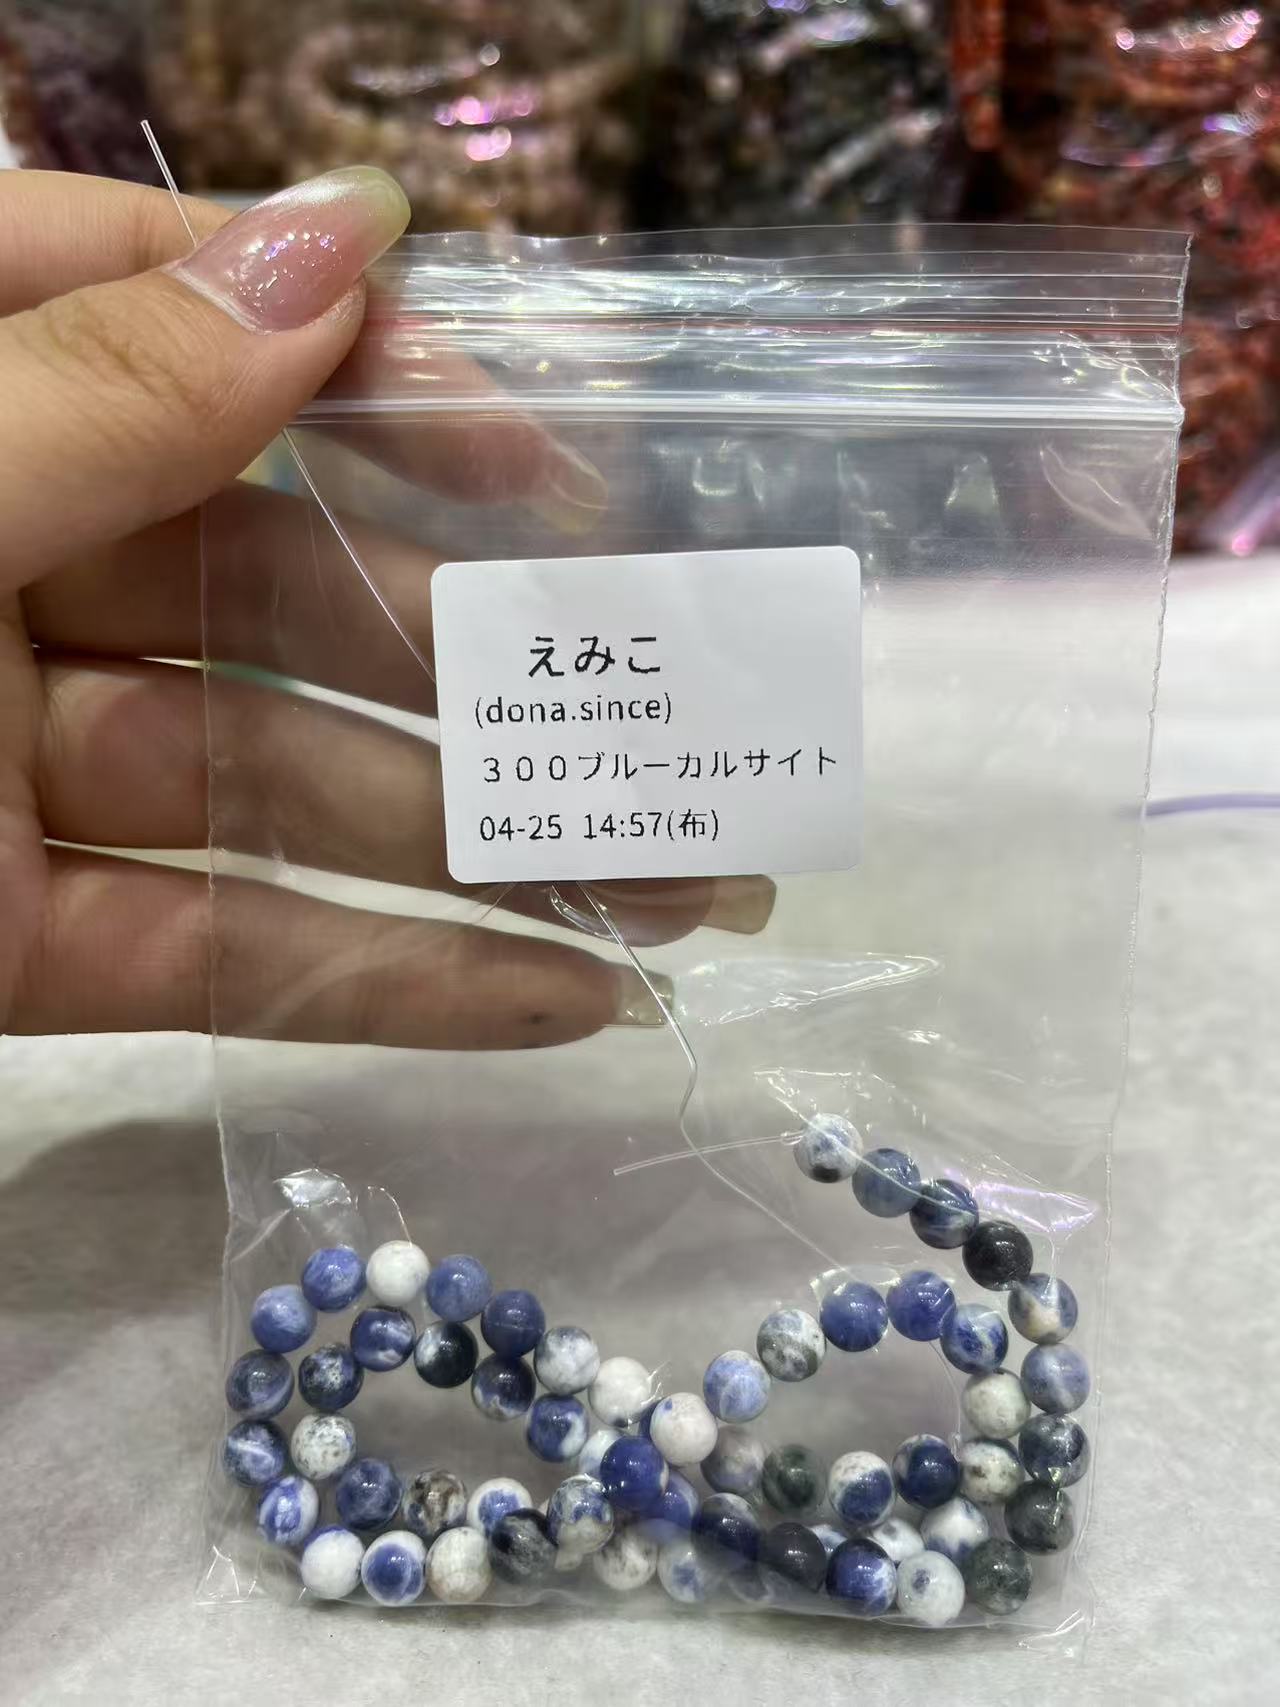 えみこ
(dona.since)
３００ブルーカルサイト
04-25 14:57(布)